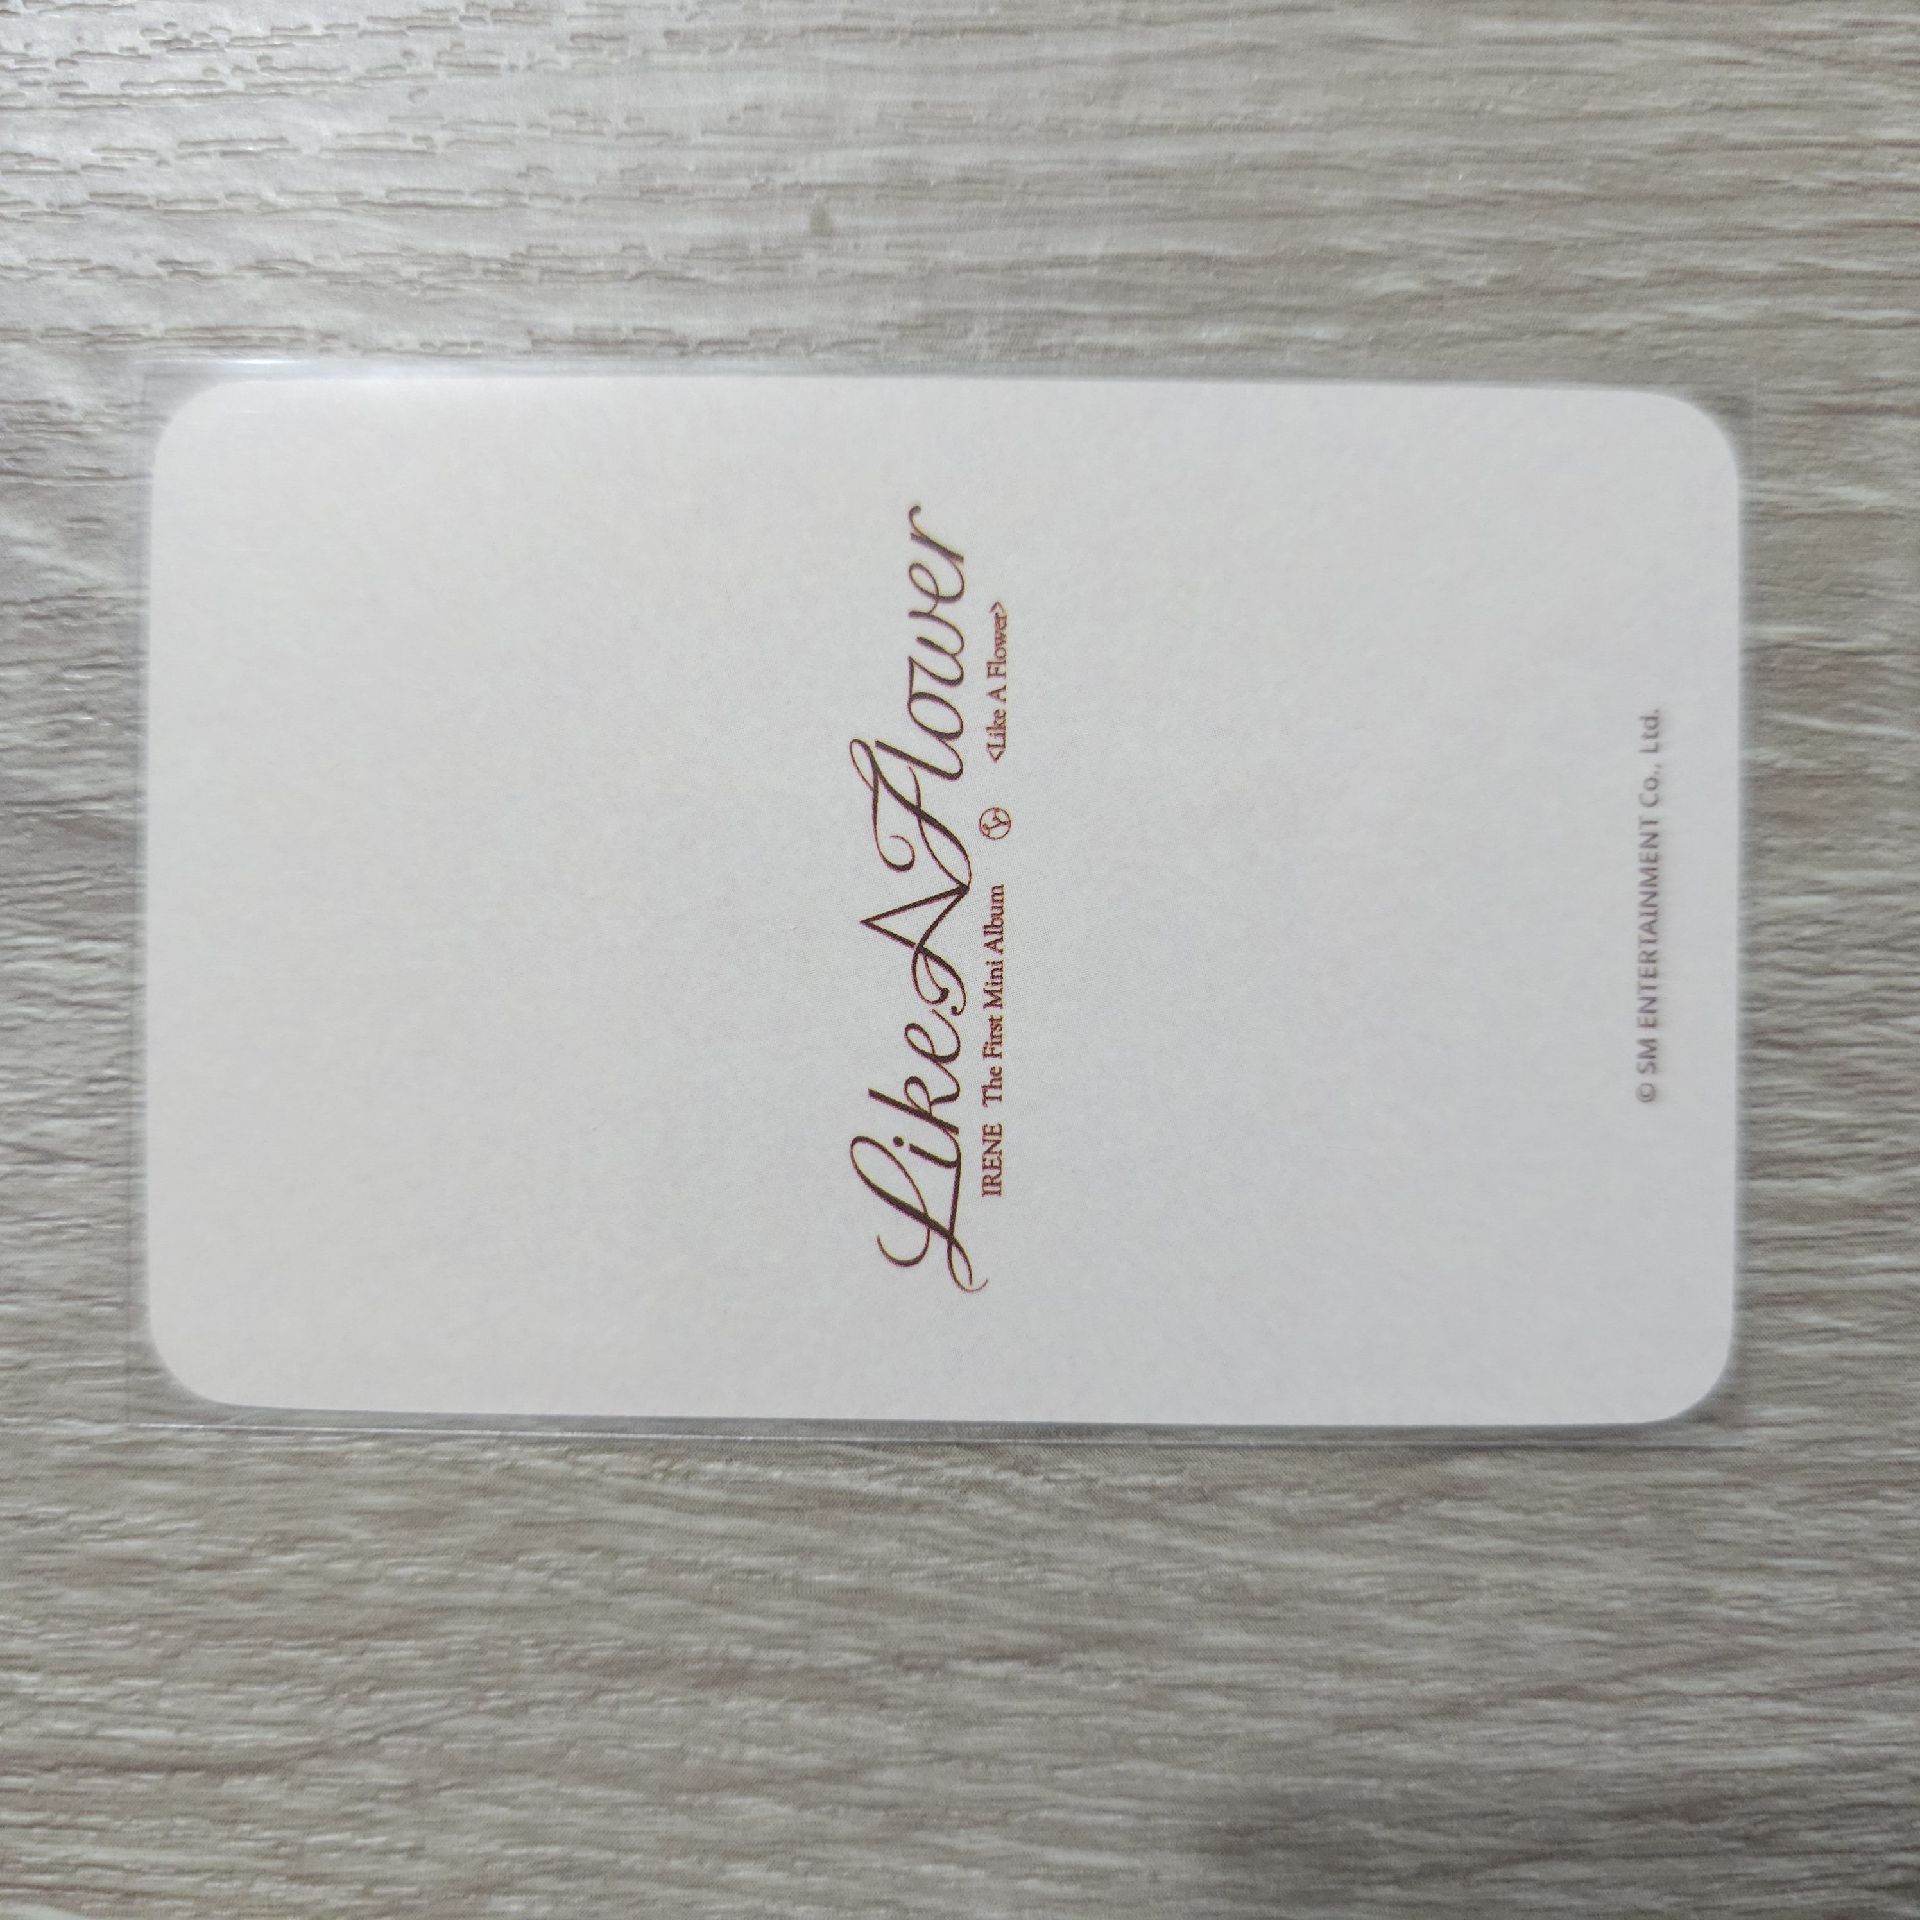 Like A Flower
IRENE The First Mini Album <Like A Flower>
© SM ENTERTAINMENT Co., Ltd.